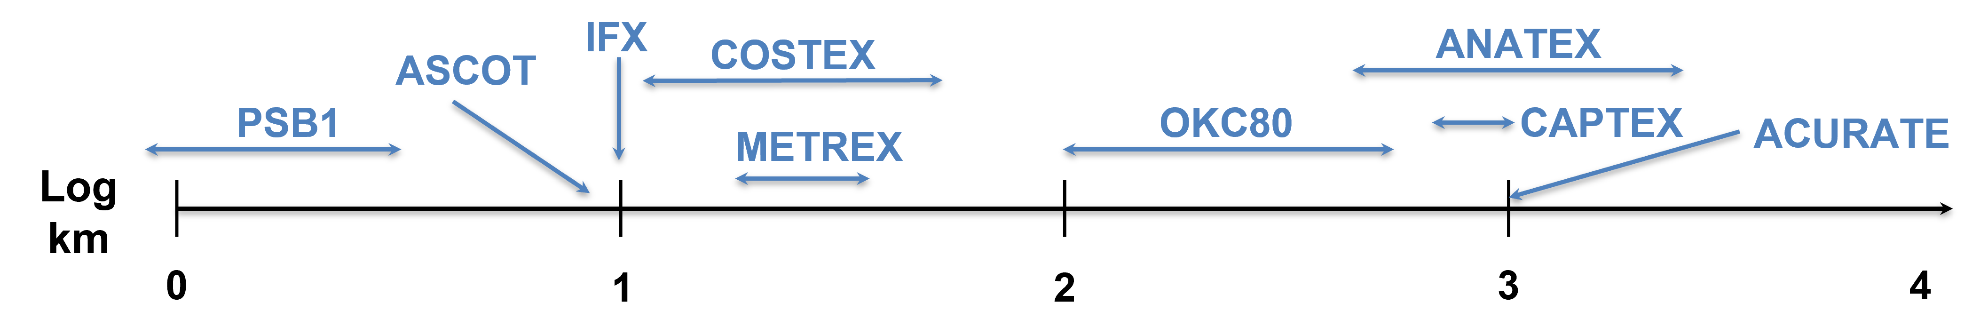 IFX
ANATEX
COSTEX
ASCOT
PSB1
OKC80
CAPTEX
ACURATE
METREX
Log
km
0
1
2
3
4